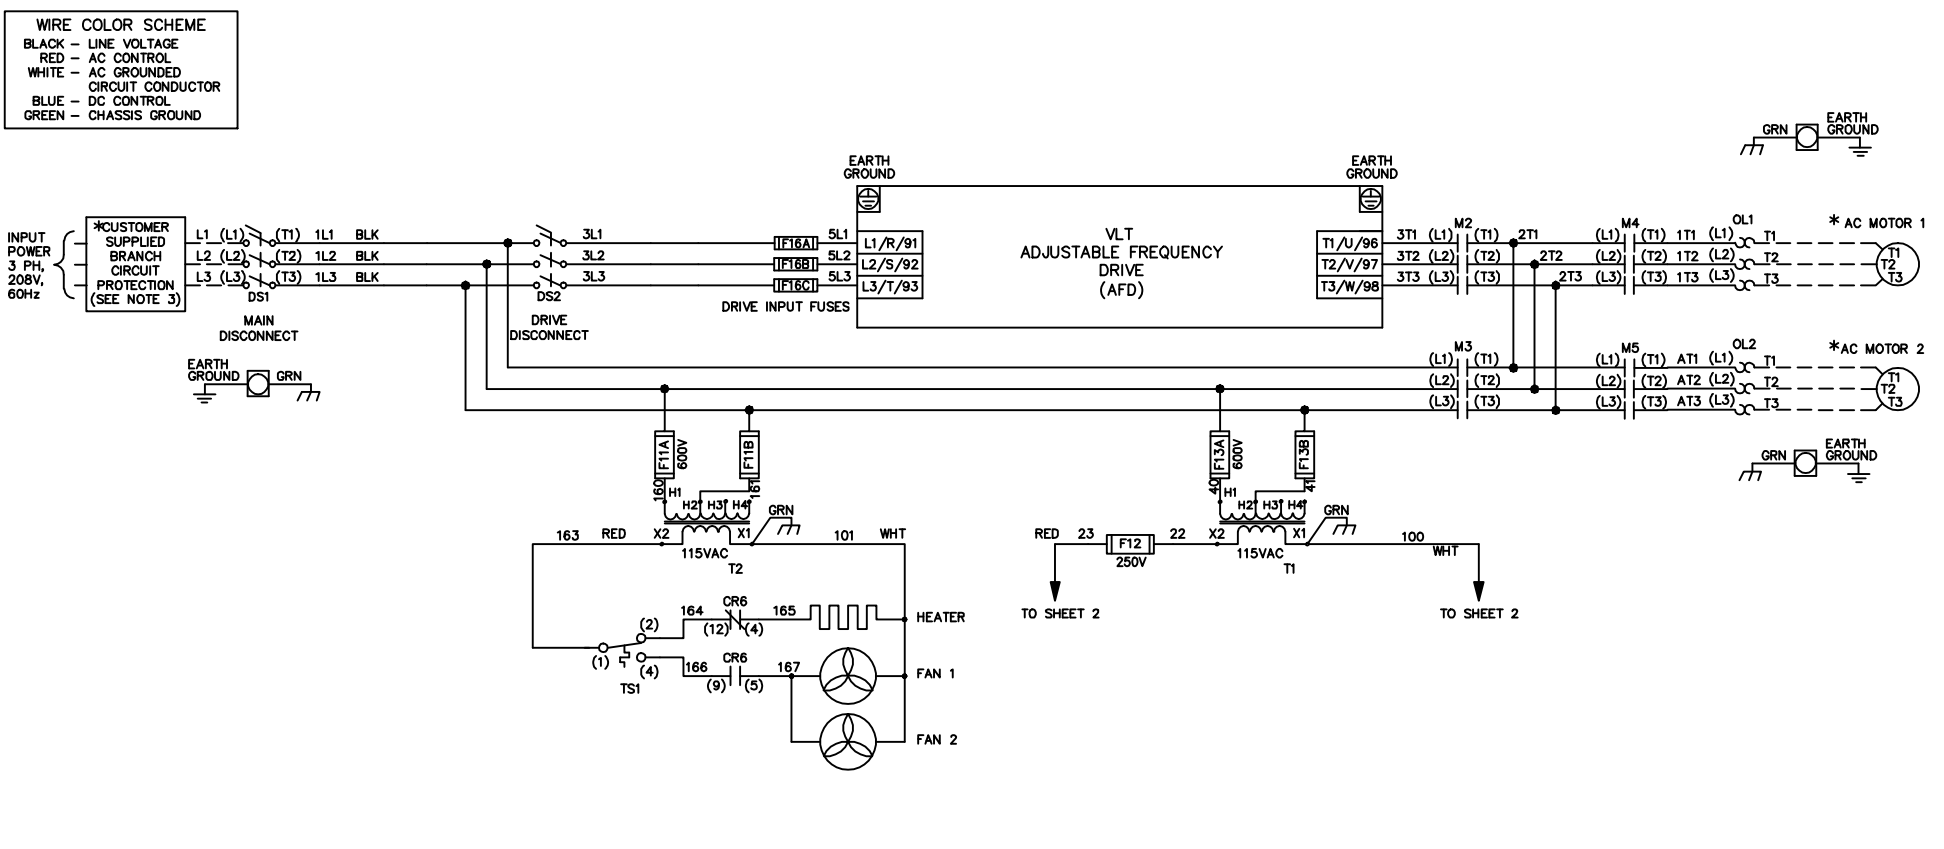 WIRE COLOR SCHEME
BLACK – LINE VOLTAGE
RED – AC CONTROL
WHITE – AC GROUNDED
CIRCUIT CONDUCTOR
BLUE – DC CONTROL
GREEN – CHASSIS GROUND
INPUT
POWER
3 PH,
208V,
60Hz
*CUSTOMER
SUPPLIED
BRANCH
CIRCUIT
PROTECTION
(SEE NOTE 3)
L1 (L1) (T1) 1L1 BLK
L2 (L2) (T2) 1L2 BLK
L3 (L3) (T3) 1L3 BLK
DS1
MAIN
DISCONNECT
EARTH
GROUND
GRN
DS2
DRIVE
DISCONNECT
3L1 F16A 5L1
3L2 F16B 5L2
3L3 F16C 5L3
DRIVE INPUT FUSES
EARTH
GROUND
L1/R/91
L2/S/92
L3/T/93
VLT
ADJUSTABLE FREQUENCY
DRIVE
(AFD)
EARTH
GROUND
T1/U/96
T2/V/97
T3/W/98
GRN
EARTH
GROUND
M2 M4 OL1
3T1 (L1) (T1) 2T1 (L1) (T1) 1T1 (L1) T1
3T2 (L2) (T2) 2T2 (L2) (T2) 1T2 (L2) T2
3T3 (L3) (T3) 2T3 (L3) (T3) 1T3 (L3) T3
* AC MOTOR 1
T1
T2
T3
M3 M5 OL2
(L1) (T1) (L1) (T1) AT1 (L1) T1
(L2) (T2) (L2) (T2) AT2 (L2) T2
(L3) (T3) (L3) (T3) AT3 (L3) T3
*AC MOTOR 2
T1
T2
T3
GRN
EARTH
GROUND
F11A
600V
F11B
160
161
H1
H2 H3 H4
GRN
163 RED X2 X1 101 WHT
115VAC
T2
F13A
600V
F13B
40
41
H1
H2 H3 H4
GRN
RED 23 F12 22 X2 X1 100
WHT
250V
115VAC
T1
TO SHEET 2
TO SHEET 2
164 CR6 165
(12) (4)
HEATER
(2)
(1)
(4)
TS1
166 CR6 167
(9) (5)
FAN 1
FAN 2